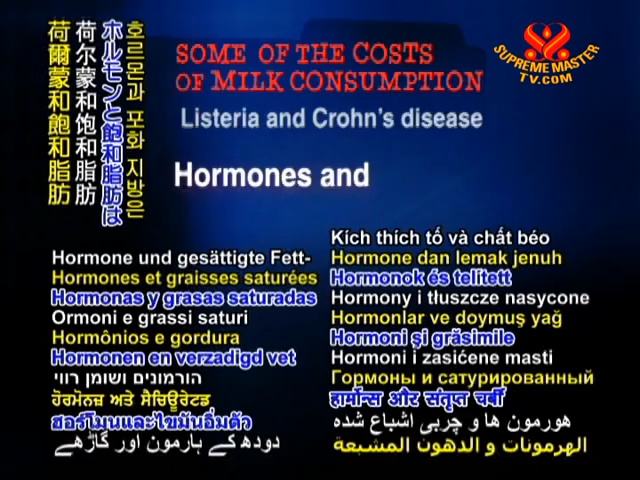 荷爾蒙和飽和脂肪
荷尔蒙和饱和脂肪
ホルモンと飽和脂肪は
호르몬과 포화 지방은
SOME OF THE COSTS
OF MILK CONSUMPTION
SUPREME MASTER
TV.COM
Listeria and Crohn's disease
Hormones and
Hormone und gesättigte Fett-
Hormones et graisses saturées
Hormonas y grasas saturadas
Ormoni e grassi saturi
Hormônios e gordura
Hormonen en verzadigd vet
הורמונים ושומן רווי
ਹੋਰਮੋਨਜ਼ ਅਤੇ ਸੈਚਿਊਰੇਟਡ
ฮอร์โมนและไขมันอิ่มตัว
دودھ کے ہارمون اور گاڑھے
Kích thích tố và chất béo
Hormone dan lemak jenuh
Hormonok és telített
Hormony i tłuszcze nasycone
Hormonlar ve doymuş yağ
Hormoni şi grăsimile
Hormoni i zasićene masti
Гормоны и сатурированный
हार्मोन्स और संतृप्त चर्बी
هورمون ها و چربی اشباع شده
الهرمونات و الدهون المشبعة